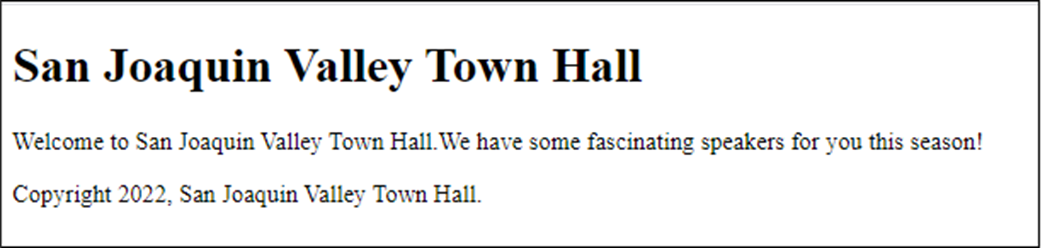 San Joaquin Valley Town Hall
Welcome to San Joaquin Valley Town Hall.We have some fascinating speakers for you this season!
Copyright 2022, San Joaquin Valley Town Hall.